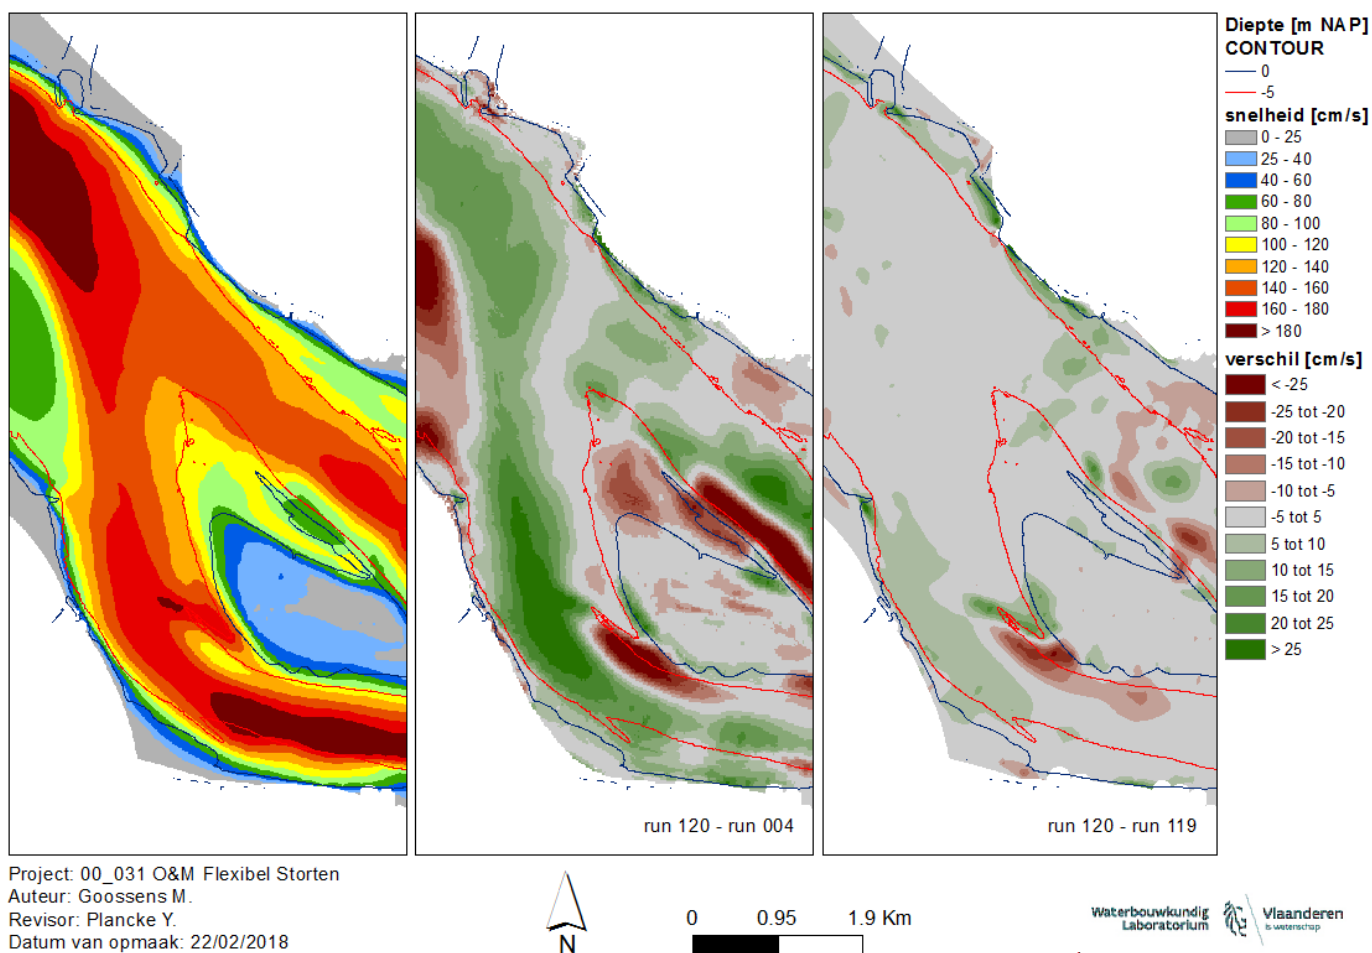 Diepte [m NAP]
CONTOUR
0
-5
snelheid [cm/s]
0 - 25
25 - 40
40 - 60
60 - 80
80 - 100
100 - 120
120 - 140
140 - 160
160 - 180
> 180
verschil [cm/s]
< -25
-25 tot -20
-20 tot -15
-15 tot -10
-10 tot -5
-5 tot 5
5 tot 10
10 tot 15
15 tot 20
20 tot 25
> 25
run 120 - run 004
run 120 - run 119
Project: 00_031 O&M Flexibel Storten
Auteur: Goossens M.
Revisor: Plancke Y.
Datum van opmaak: 22/02/2018
N
0 0.95 1.9 Km
Waterbouwkundig
Laboratorium
Vlaanderen
is wetenschap